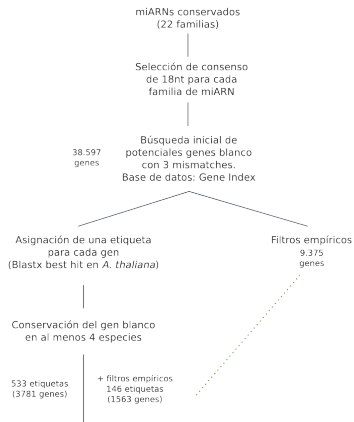 miARNs conservados
(22 familias)
Selección de consenso
de 18nt para cada
familia de miARN
38.597
genes
Búsqueda inicial de
potenciales genes blanco
con 3 mismatches.
Base de datos: Gene Index
Asignación de una etiqueta
para cada gen
(Blastx best hit en A. thaliana)
Filtros empíricos
9.375
genes
Conservación del gen blanco
en al menos 4 especies
533 etiquetas
(3781 genes)
+ filtros empíricos
146 etiquetas
(1563 genes)